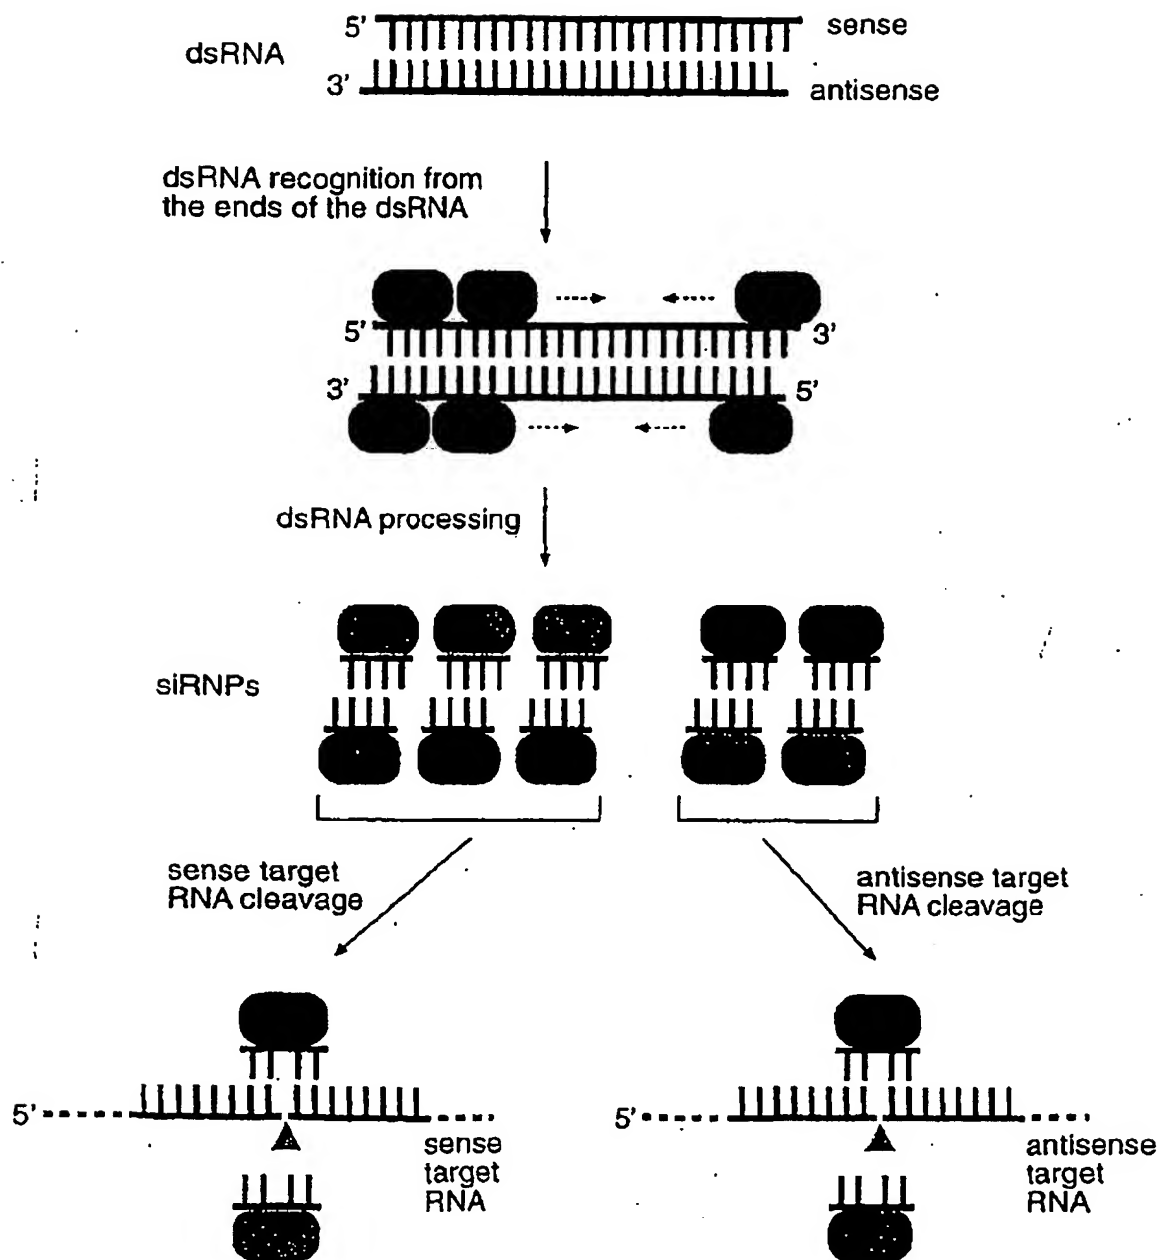 5' sense
dsRNA
3' antisense
dsRNA recognition from
the ends of the dsRNA
5' 3'
3' 5'
dsRNA processing
siRNPs
sense target
RNA cleavage
antisense target
RNA cleavage
5' sense
target
RNA
5' antisense
target
RNA